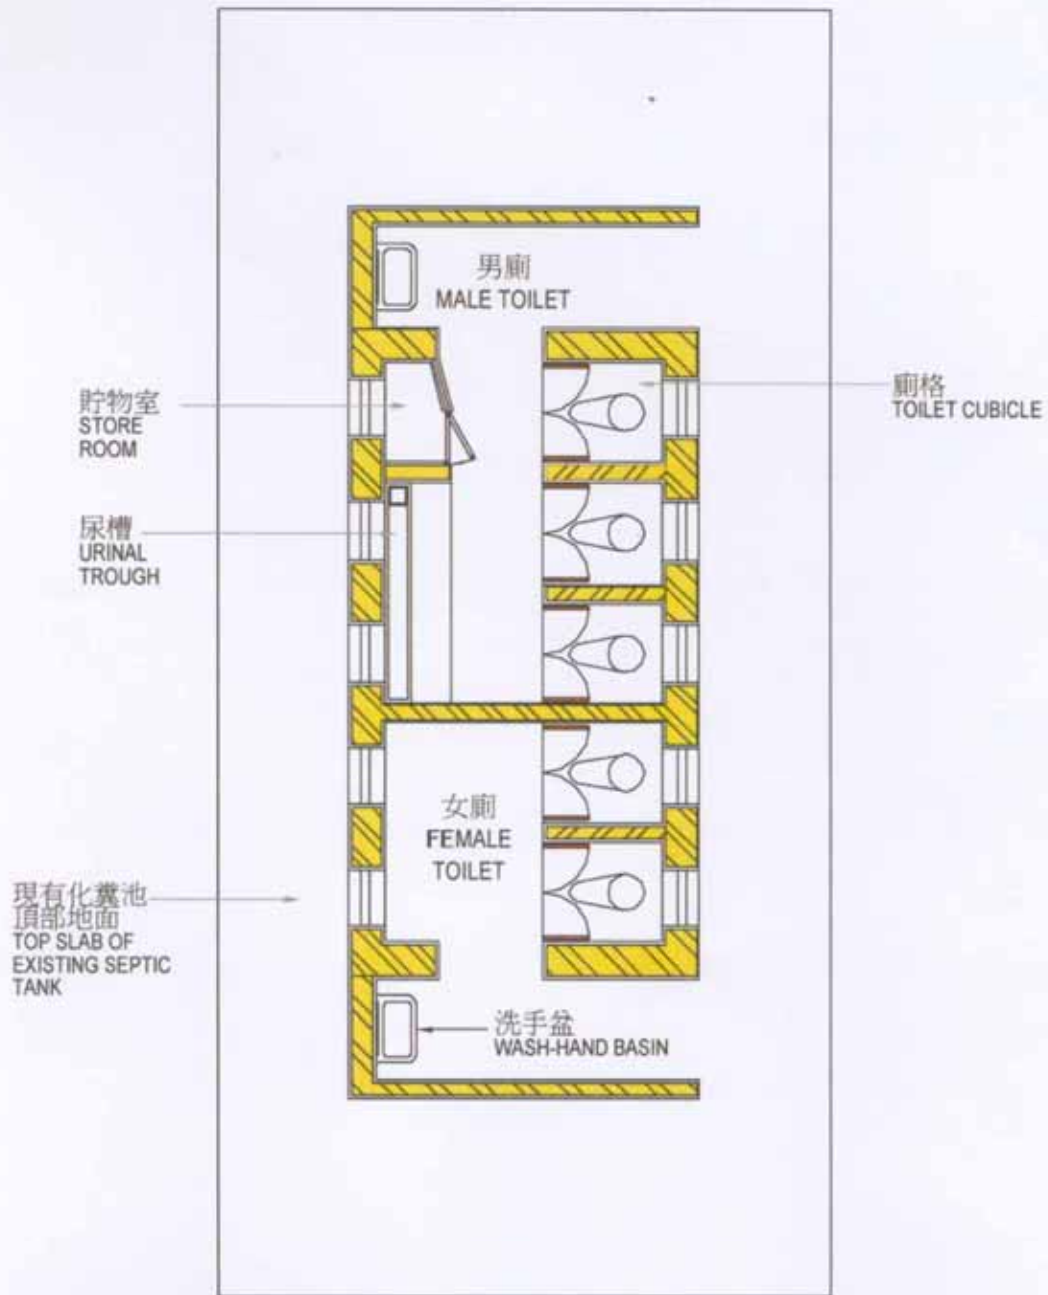 男廁
MALE TOILET
貯物室
STORE
ROOM
廁格
TOILET CUBICLE
尿槽
URINAL
TROUGH
女廁
FEMALE
TOILET
現有化糞池
頂部地面
TOP SLAB OF
EXISTING SEPTIC
TANK
洗手盆
WASH-HAND BASIN